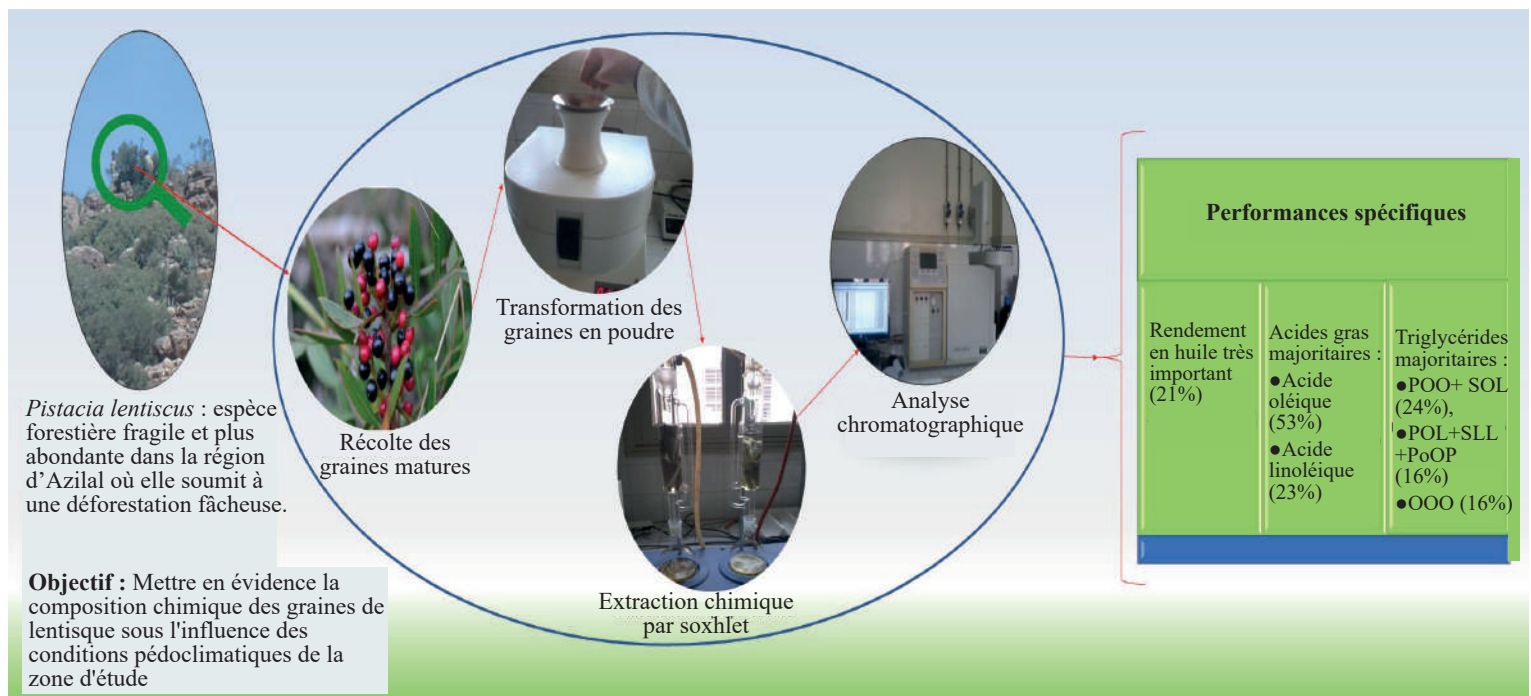 Pistacia lentiscus : espèce
forestière fragile et plus
abondante dans la région
d'Azilal où elle soumit à
une déforestation fâcheuse.
Objectif : Mettre en évidence la
composition chimique des graines de
lentisque sous l'influence des
conditions pédoclimatiques de la
zone d'étude
Récolte des
graines matures
Transformation des
graines en poudre
Extraction chimique
par soxhlet
Analyse
chromatographique
Performances spécifiques
Rendement
en huile très
important
(21%)
Acides gras
majoritaires :
●Acide
oléique
(53%)
●Acide
linoléique
(23%)
Triglycérides
majoritaires :
●POO+ SOL
(24%),
●POL+SLL
+PoOP
(16%)
●OOO (16%)